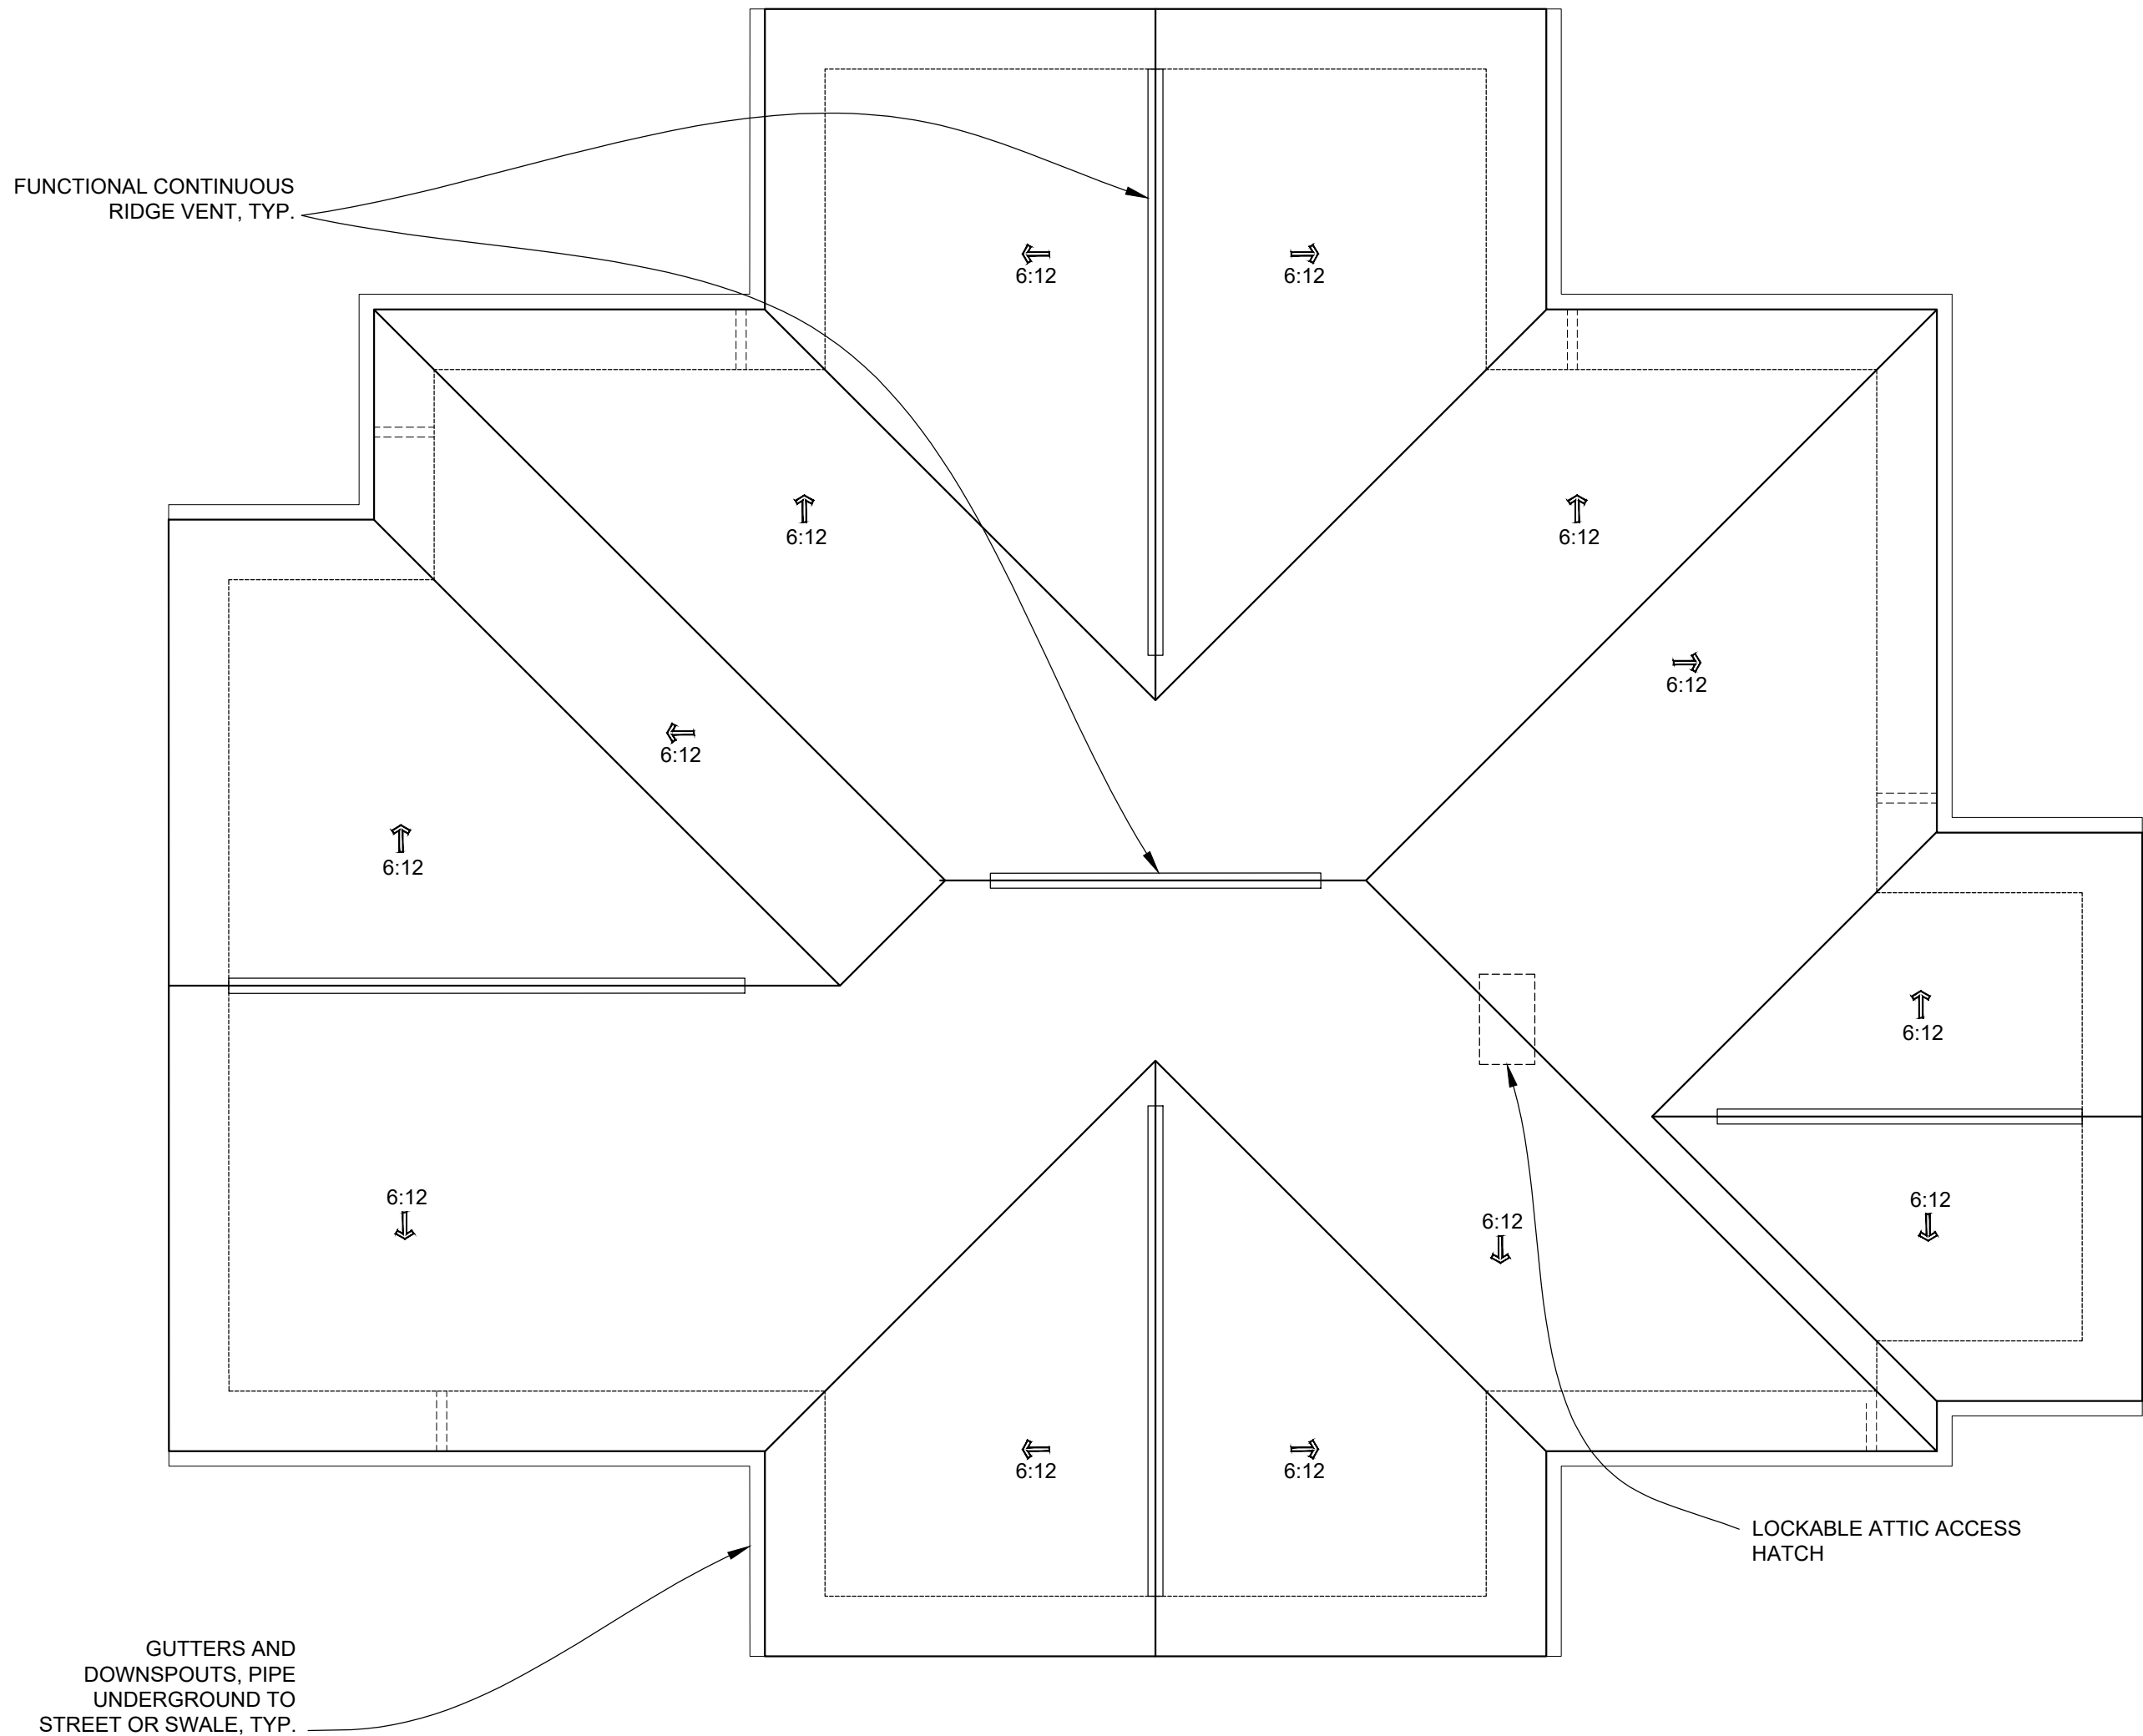 FUNCTIONAL CONTINUOUS
RIDGE VENT, TYP.
6:12
6:12
6:12
6:12
6:12
6:12
6:12
6:12
6:12
6:12
6:12
6:12
6:12
LOCKABLE ATTIC ACCESS
HATCH
GUTTERS AND
DOWNSPOUTS, PIPE
UNDERGROUND TO
STREET OR SWALE, TYP.